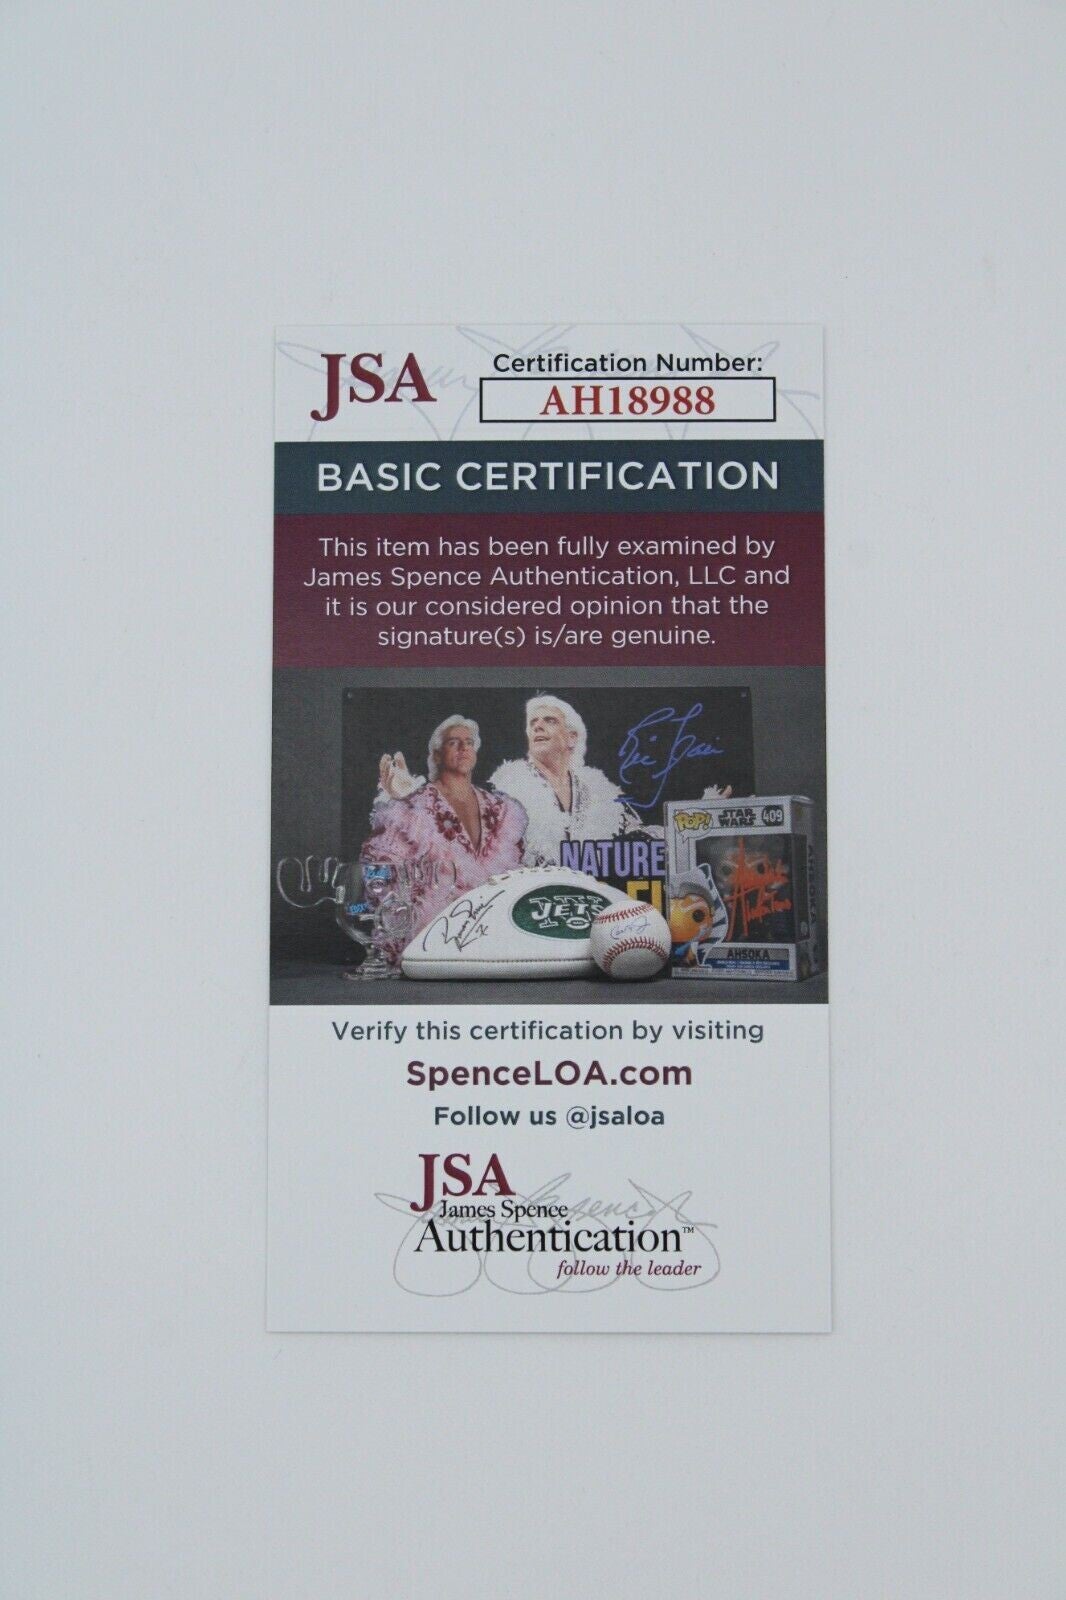 JSA
Certification Number:
AH18988
BASIC CERTIFICATION
This item has been fully examined by
James Spence Authentication, LLC and
it is our considered opinion that the
signature(s) is/are genuine.
Ric Flair
NATURE
JETS
POP!
STAR
WARS
409
AHSOKA
Verify this certification by visiting
SpenceLOA.com
Follow us @jsaloa
JSA
James Spence
Authentication™
follow the leader